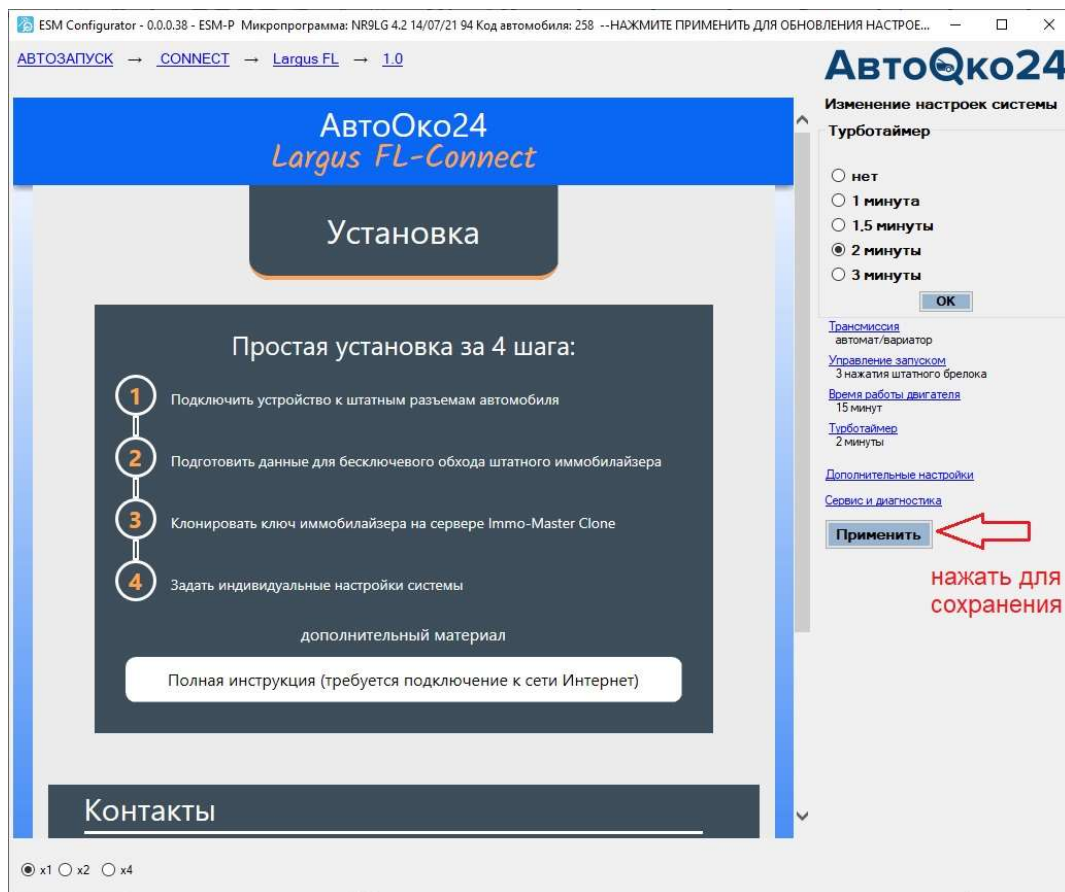 ESM Configurator - 0.0.0.38 - ESM-P Микропрограмма: NR9LG 4.2 14/07/21 94 Код автомобиля: 258 --НАЖМИТЕ ПРИМЕНИТЬ ДЛЯ ОБНОВЛЕНИЯ НАСТРОЕ...
АВТОЗАПУСК → CONNECT → Largus FL → 1.0
АвтоОко24
Largus FL-Connect
Установка
Простая установка за 4 шага:
1 Подключить устройство к штатным разъемам автомобиля
2 Подготовить данные для бесключевого обхода штатного иммобилайзера
3 Клонировать ключ иммобилайзера на сервере Immo-Master Clone
4 Задать индивидуальные настройки системы
дополнительный материал
Полная инструкция (требуется подключение к сети Интернет)
Контакты
x1 x2 x4
АвтоОко24
Изменение настроек системы
Турботаймер
нет
1 минута
1.5 минуты
2 минуты
3 минуты
OK
Трансмиссия
автомат/вариатор
Управление запуском
3 нажатия штатного брелока
Время работы двигателя
15 минут
Турботаймер
2 минуты
Дополнительные настройки
Сервис и диагностика
Применить
нажать для
сохранения